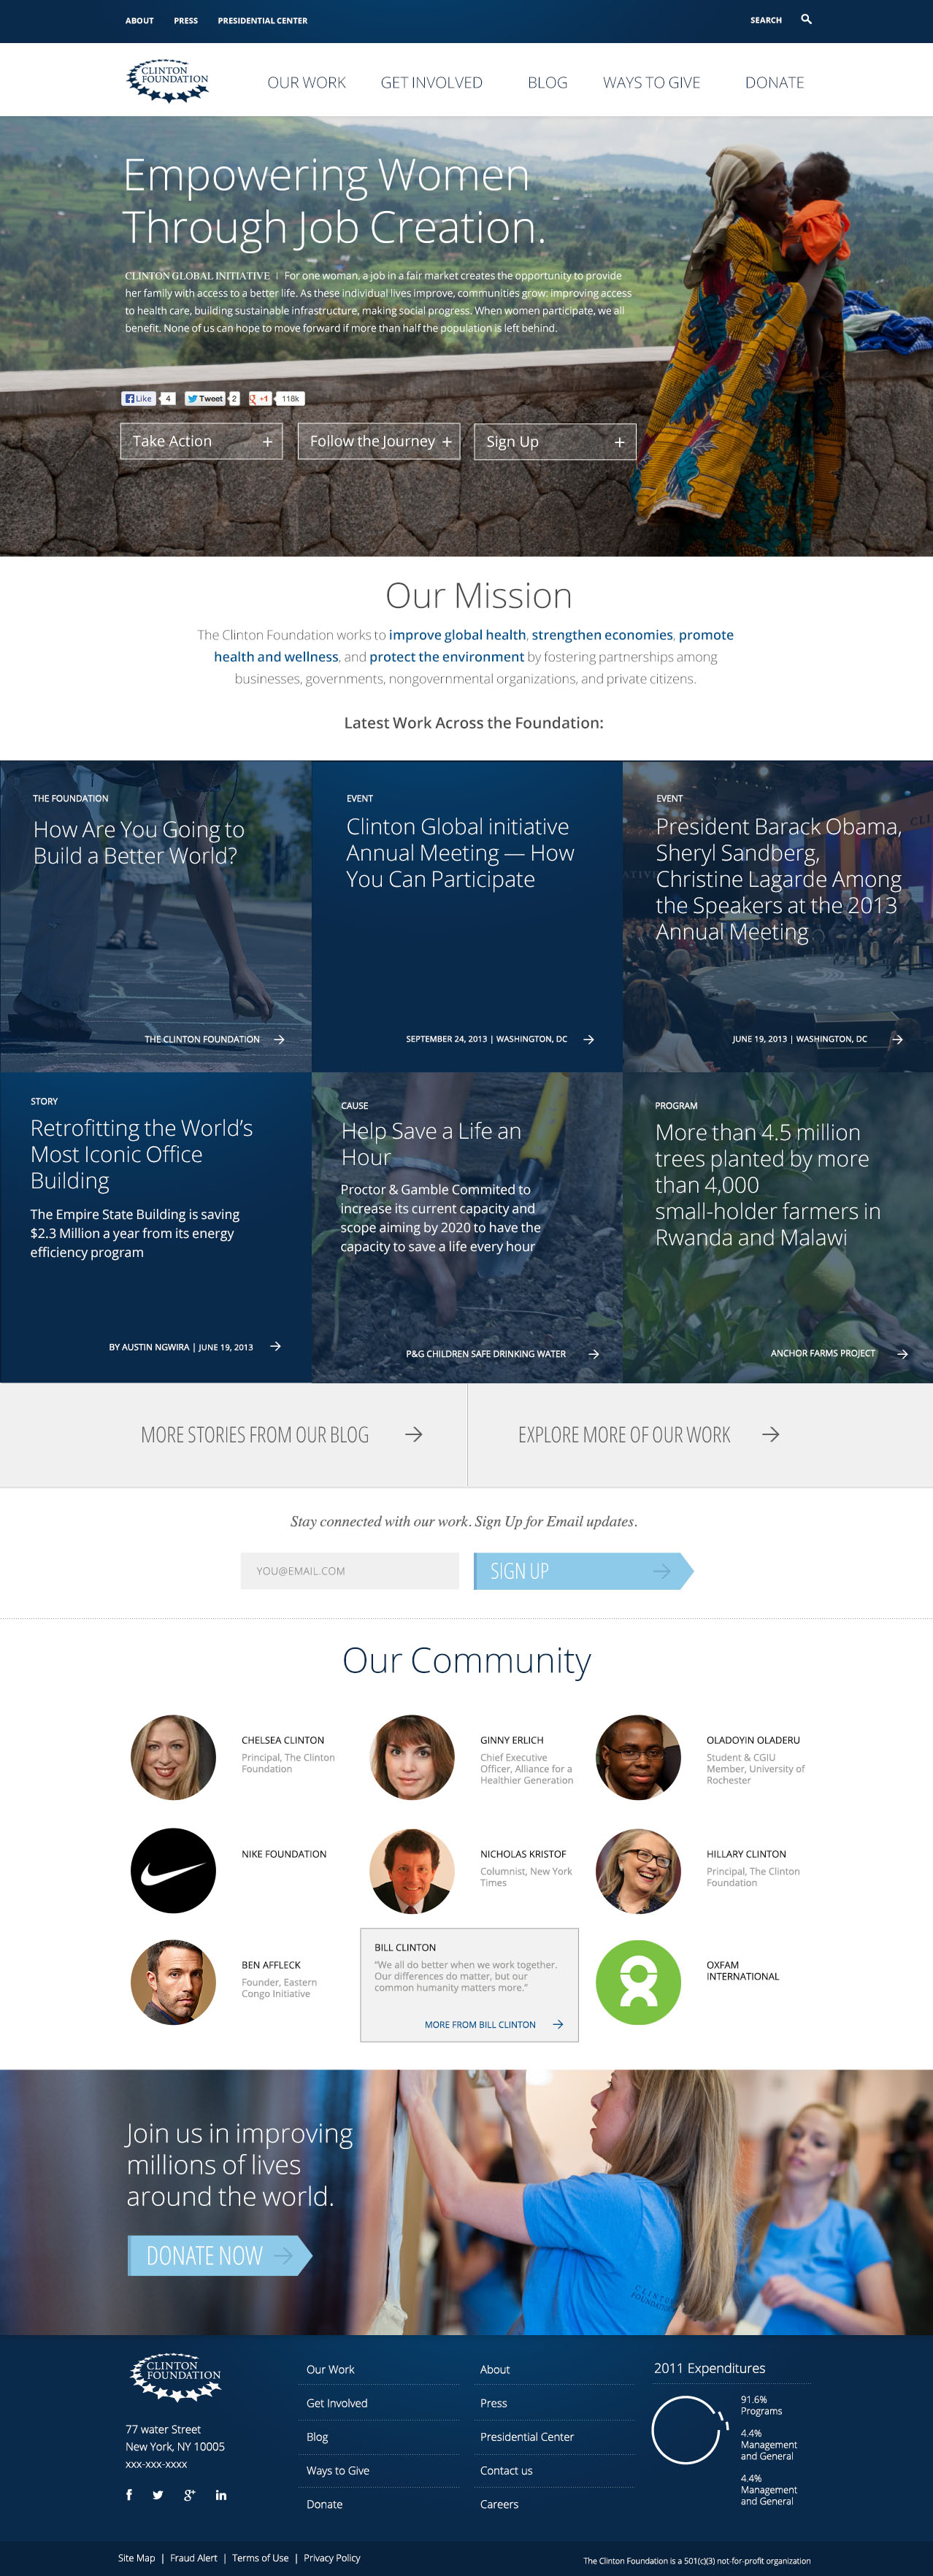 ABOUT PRESS PRESIDENTIAL CENTER SEARCH
CLINTON
FOUNDATION
OUR WORK GET INVOLVED BLOG WAYS TO GIVE DONATE
Empowering Women
Through Job Creation.
CLINTON GLOBAL INITIATIVE | For one woman, a job in a fair market creates the opportunity to provide
her family with access to a better life. As these individual lives improve, communities grow: improving access
to health care, building sustainable infrastructure, making social progress. When women participate, we all
benefit. None of us can hope to move forward if more than half the population is left behind.
Like 4 Tweet 2 +1 118k
Take Action + Follow the Journey + Sign Up +
Our Mission
The Clinton Foundation works to improve global health, strengthen economies, promote
health and wellness, and protect the environment by fostering partnerships among
businesses, governments, nongovernmental organizations, and private citizens.
Latest Work Across the Foundation:
THE FOUNDATION
How Are You Going to
Build a Better World?
THE CLINTON FOUNDATION
EVENT
Clinton Global initiative
Annual Meeting — How
You Can Participate
SEPTEMBER 24, 2013 | WASHINGTON, DC
EVENT
President Barack Obama,
Sheryl Sandberg,
Christine Lagarde Among
the Speakers at the 2013
Annual Meeting
JUNE 19, 2013 | WASHINGTON, DC
STORY
Retrofitting the World’s
Most Iconic Office
Building
The Empire State Building is saving
$2.3 Million a year from its energy
efficiency program
BY AUSTIN NGWIRA | JUNE 19, 2013
CAUSE
Help Save a Life an
Hour
Proctor & Gamble Commited to
increase its current capacity and
scope aiming by 2020 to have the
capacity to save a life every hour
P&G CHILDREN SAFE DRINKING WATER
PROGRAM
More than 4.5 million
trees planted by more
than 4,000
small-holder farmers in
Rwanda and Malawi
ANCHOR FARMS PROJECT
MORE STORIES FROM OUR BLOG
EXPLORE MORE OF OUR WORK
Stay connected with our work. Sign Up for Email updates.
YOU@EMAIL.COM SIGN UP
Our Community
CHELSEA CLINTON
Principal, The Clinton
Foundation
GINNY ERLICH
Chief Executive
Officer, Alliance for a
Healthier Generation
OLADOYIN OLADERU
Student & CGIU
Member, University of
Rochester
NIKE FOUNDATION
NICHOLAS KRISTOF
Columnist, New York
Times
HILLARY CLINTON
Principal, The Clinton
Foundation
BEN AFFLECK
Founder, Eastern
Congo Initiative
BILL CLINTON
“We all do better when we work together.
Our differences do matter, but our
common humanity matters more.”
MORE FROM BILL CLINTON
OXFAM
INTERNATIONAL
Join us in improving
millions of lives
around the world.
DONATE NOW
CLINTON
FOUNDATION
CLINTON
FOUNDATION
77 water Street
New York, NY 10005
xxx-xxx-xxxx
Our Work
Get Involved
Blog
Ways to Give
Donate
About
Press
Presidential Center
Contact us
Careers
2011 Expenditures
91.6%
Programs
4.4%
Management
and General
4.4%
Management
and General
Site Map | Fraud Alert | Terms of Use | Privacy Policy
The Clinton Foundation is a 501(c)(3) not-for-profit organization